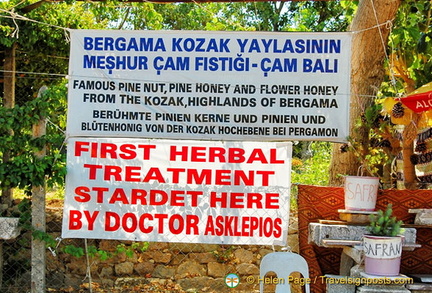 BERGAMA KOZAK YAYLASININ
MEŞHUR ÇAM FISTIĞI-ÇAM BALI
FAMOUS PINE NUT, PINE HONEY AND FLOWER HONEY
FROM THE KOZAK, HIGHLANDS OF BERGAMA
BERÜHMTE PINIEN KERNE UND PINIEN UND
BLÜTENHONIG VON DER KOZAK HOCHEBENE BEI PERGAMON
FIRST HERBAL
TREATMENT
STARDET HERE
BY DOCTOR ASKLEPIOS
SAFRAN
SAFRAN
© Helen Fairfax/Travelsignposts.com